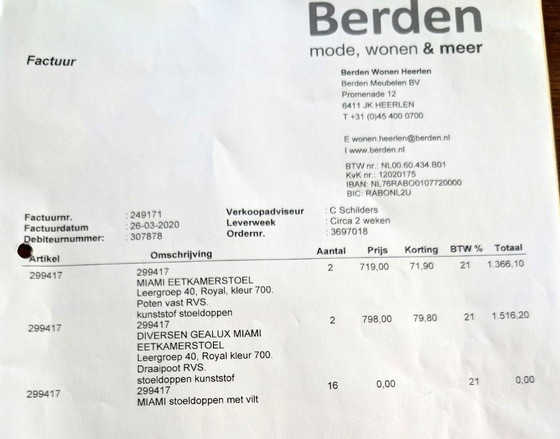 Berden
mode, wonen & meer
Factuur
Berden Wonen Heerlen
Berden Meubelen BV
Promenade 12
6411 JK HEERLEN
T +31 (0)45 400 0700
E wonen.heerlen@berden.nl
I www.berden.nl
BTW nr.: NL00.60.434.B01
KvK nr.: 12020175
IBAN: NL76RABO0107720000
BIC: RABONL2U
Factuurnr. : 249171 Verkoopadviseur : C Schilders
Factuurdatum : 26-03-2020 Leverweek : Circa 2 weken
Debiteurnummer: : 307878 Ordernr. : 3697018
Artikel Omschrijving Aantal Prijs Korting BTW % Totaal
299417 299417 2 719,00 71,90 21 1.366,10
MIAMI EETKAMERSTOEL
Leergroep 40, Royal, kleur 700.
Poten vast RVS.
kunststof stoeldoppen
299417 299417 2 798,00 79,80 21 1.516,20
DIVERSEN GEALUX MIAMI
EETKAMERSTOEL
Leergroep 40, Royal kleur 700.
Draaipoot RVS.
stoeldoppen kunststof
299417 299417 16 0,00 21 0,00
MIAMI stoeldoppen met vilt